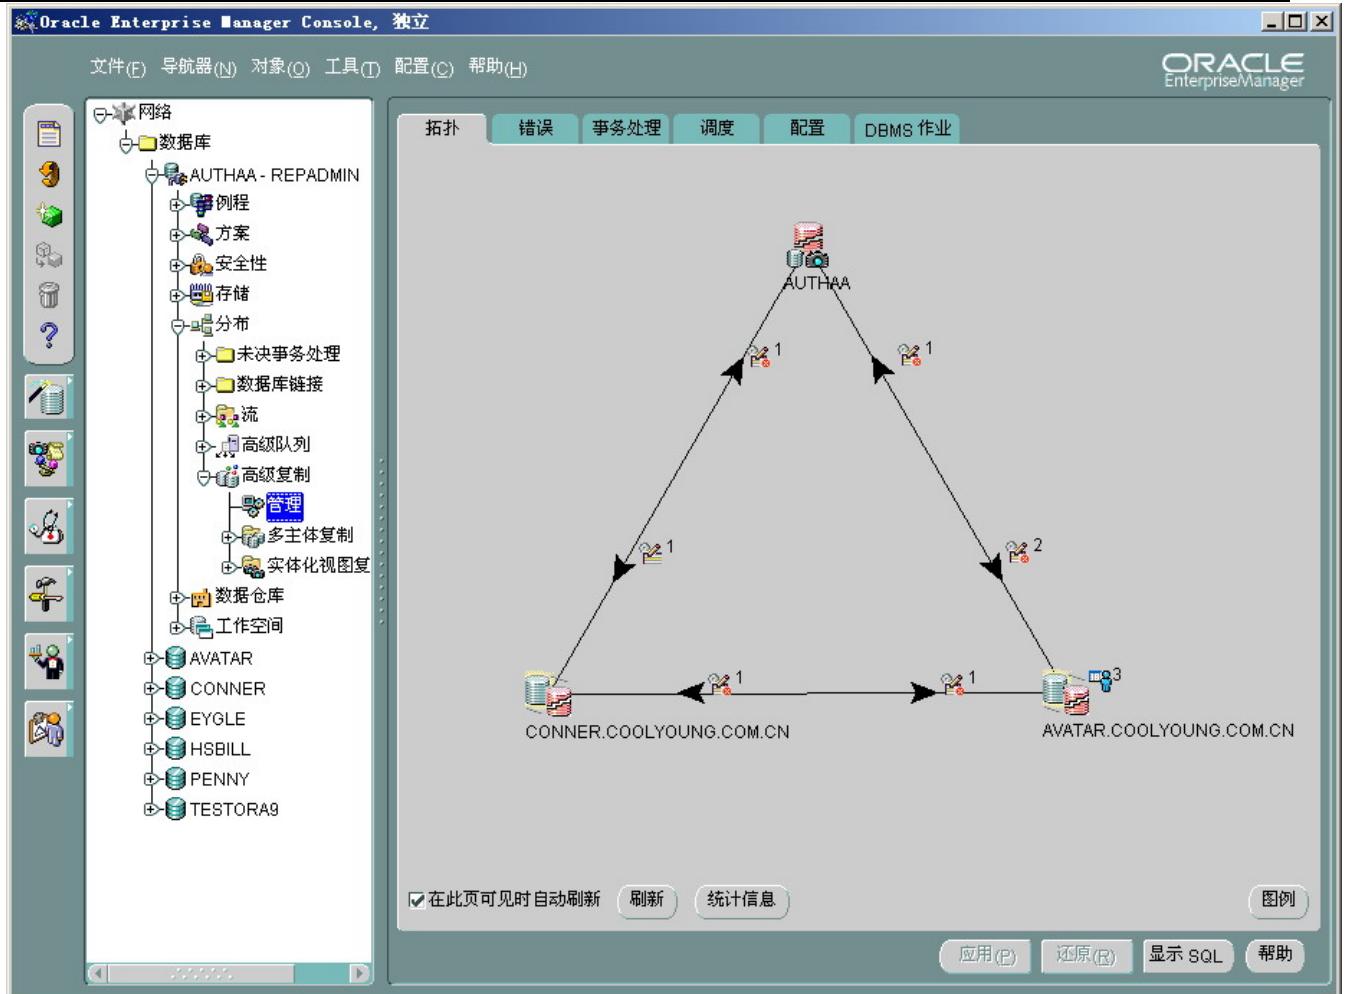 Oracle Enterprise Manager Console, 独立
文件(F) 导航器(N) 对象(O) 工具(T) 配置(C) 帮助(H)
ORACLE
EnterpriseManager
网络
数据库
AUTHAA - REPADMIN
例程
方案
安全性
存储
分布
未决事务处理
数据库链接
流
高级队列
高级复制
管理
多主体复制
实体化视图复
数据仓库
工作空间
AVATAR
CONNER
EYGLE
HSBILL
PENNY
TESTORA9
拓扑 错误 事务处理 调度 配置 DBMS 作业
AUTHAA
1 1
1 2
1 1 3
CONNER.COOLYOUNG.COM.CN AVATAR.COOLYOUNG.COM.CN
在此页可见时自动刷新 刷新 统计信息 图例
应用(P) 还原(R) 显示 SQL 帮助